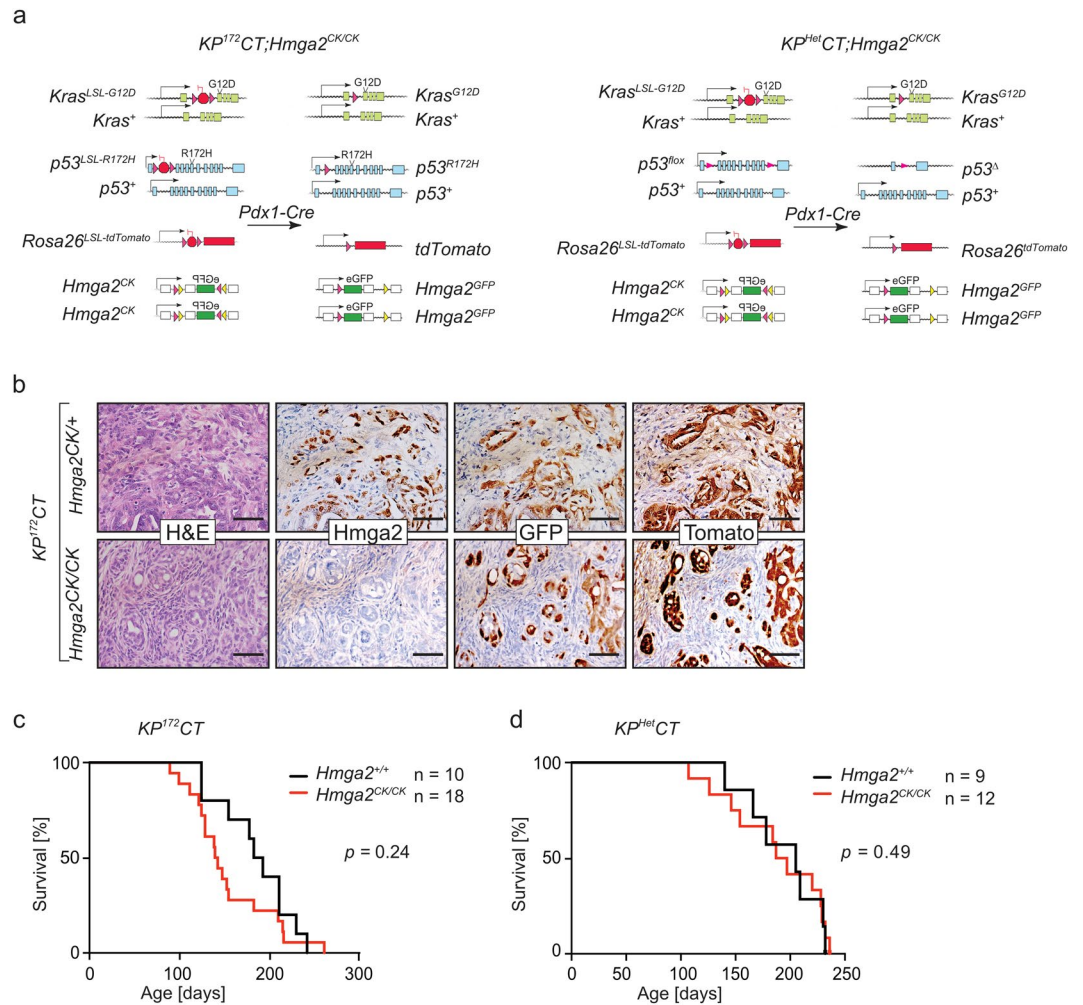 a
KP172CT;Hmga2CK/CK
KPHetCT;Hmga2CK/CK
KrasLSL-G12D
G12D
G12D
KrasG12D
Kras+
Kras+
p53LSL-R172H
R172H
R172H
p53R172H
p53+
p53+
Pdx1-Cre
Rosa26LSL-tdTomato
tdTomato
Hmga2CK
eGFP
eGFP
Hmga2GFP
Hmga2CK
eGFP
eGFP
Hmga2GFP
KrasLSL-G12D
G12D
G12D
KrasG12D
Kras+
Kras+
p53flox
p53Δ
p53+
p53+
Pdx1-Cre
Rosa26LSL-tdTomato
Rosa26tdTomato
Hmga2CK
eGFP
eGFP
Hmga2GFP
Hmga2CK
eGFP
eGFP
Hmga2GFP
b
KP172CT
Hmga2CK/+
Hmga2CK/CK
H&E
Hmga2
GFP
Tomato
c
KP172CT
Survival [%]
100
50
0
0
100
200
300
Age [days]
Hmga2+/+ n = 10
Hmga2CK/CK n = 18
p = 0.24
d
KPHetCT
Survival [%]
100
50
0
0
50
100
150
200
250
Age [days]
Hmga2+/+ n = 9
Hmga2CK/CK n = 12
p = 0.49